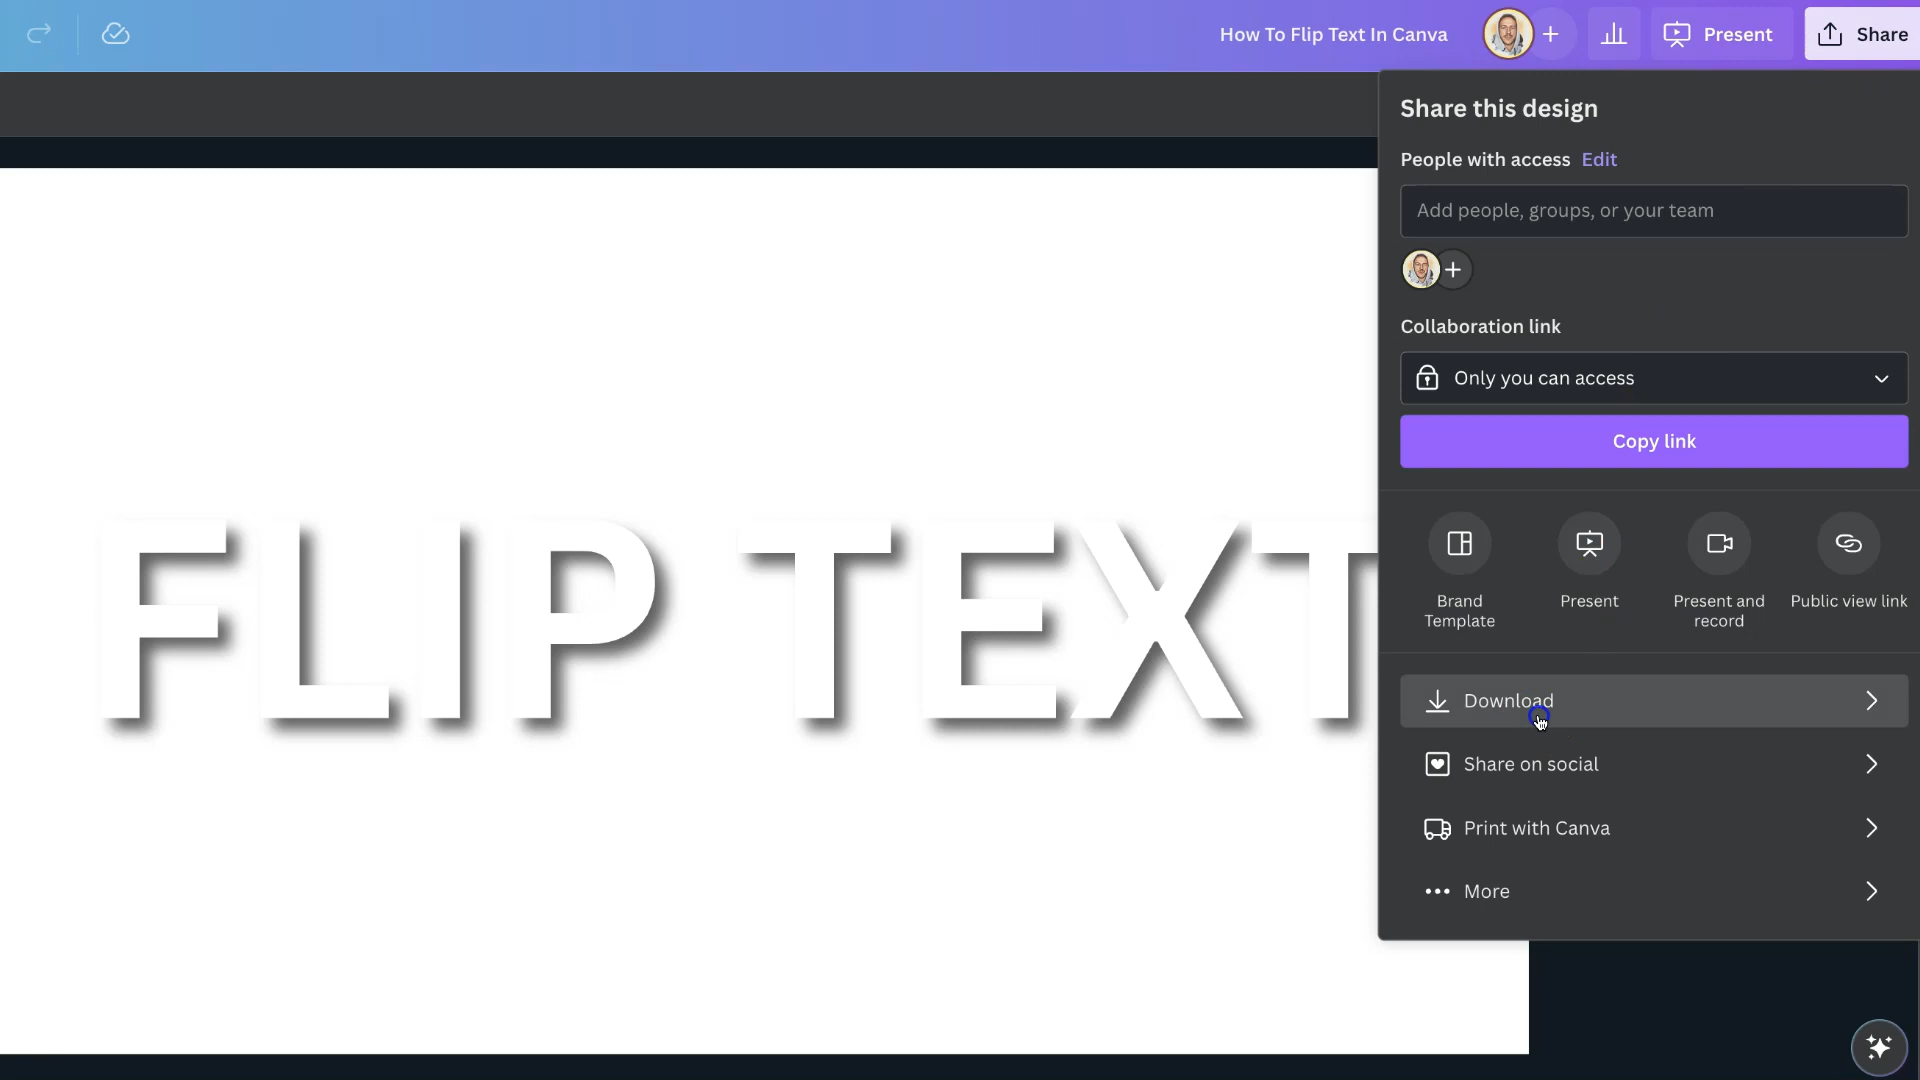 How To Flip Text In Canva
Present
Share
Share this design
People with access Edit
Add people, groups, or your team
Collaboration link
Only you can access
Copy link
FLIP TEXT
Brand
Template
Present
Present and
record
Public view link
Download
Share on social
Print with Canva
More